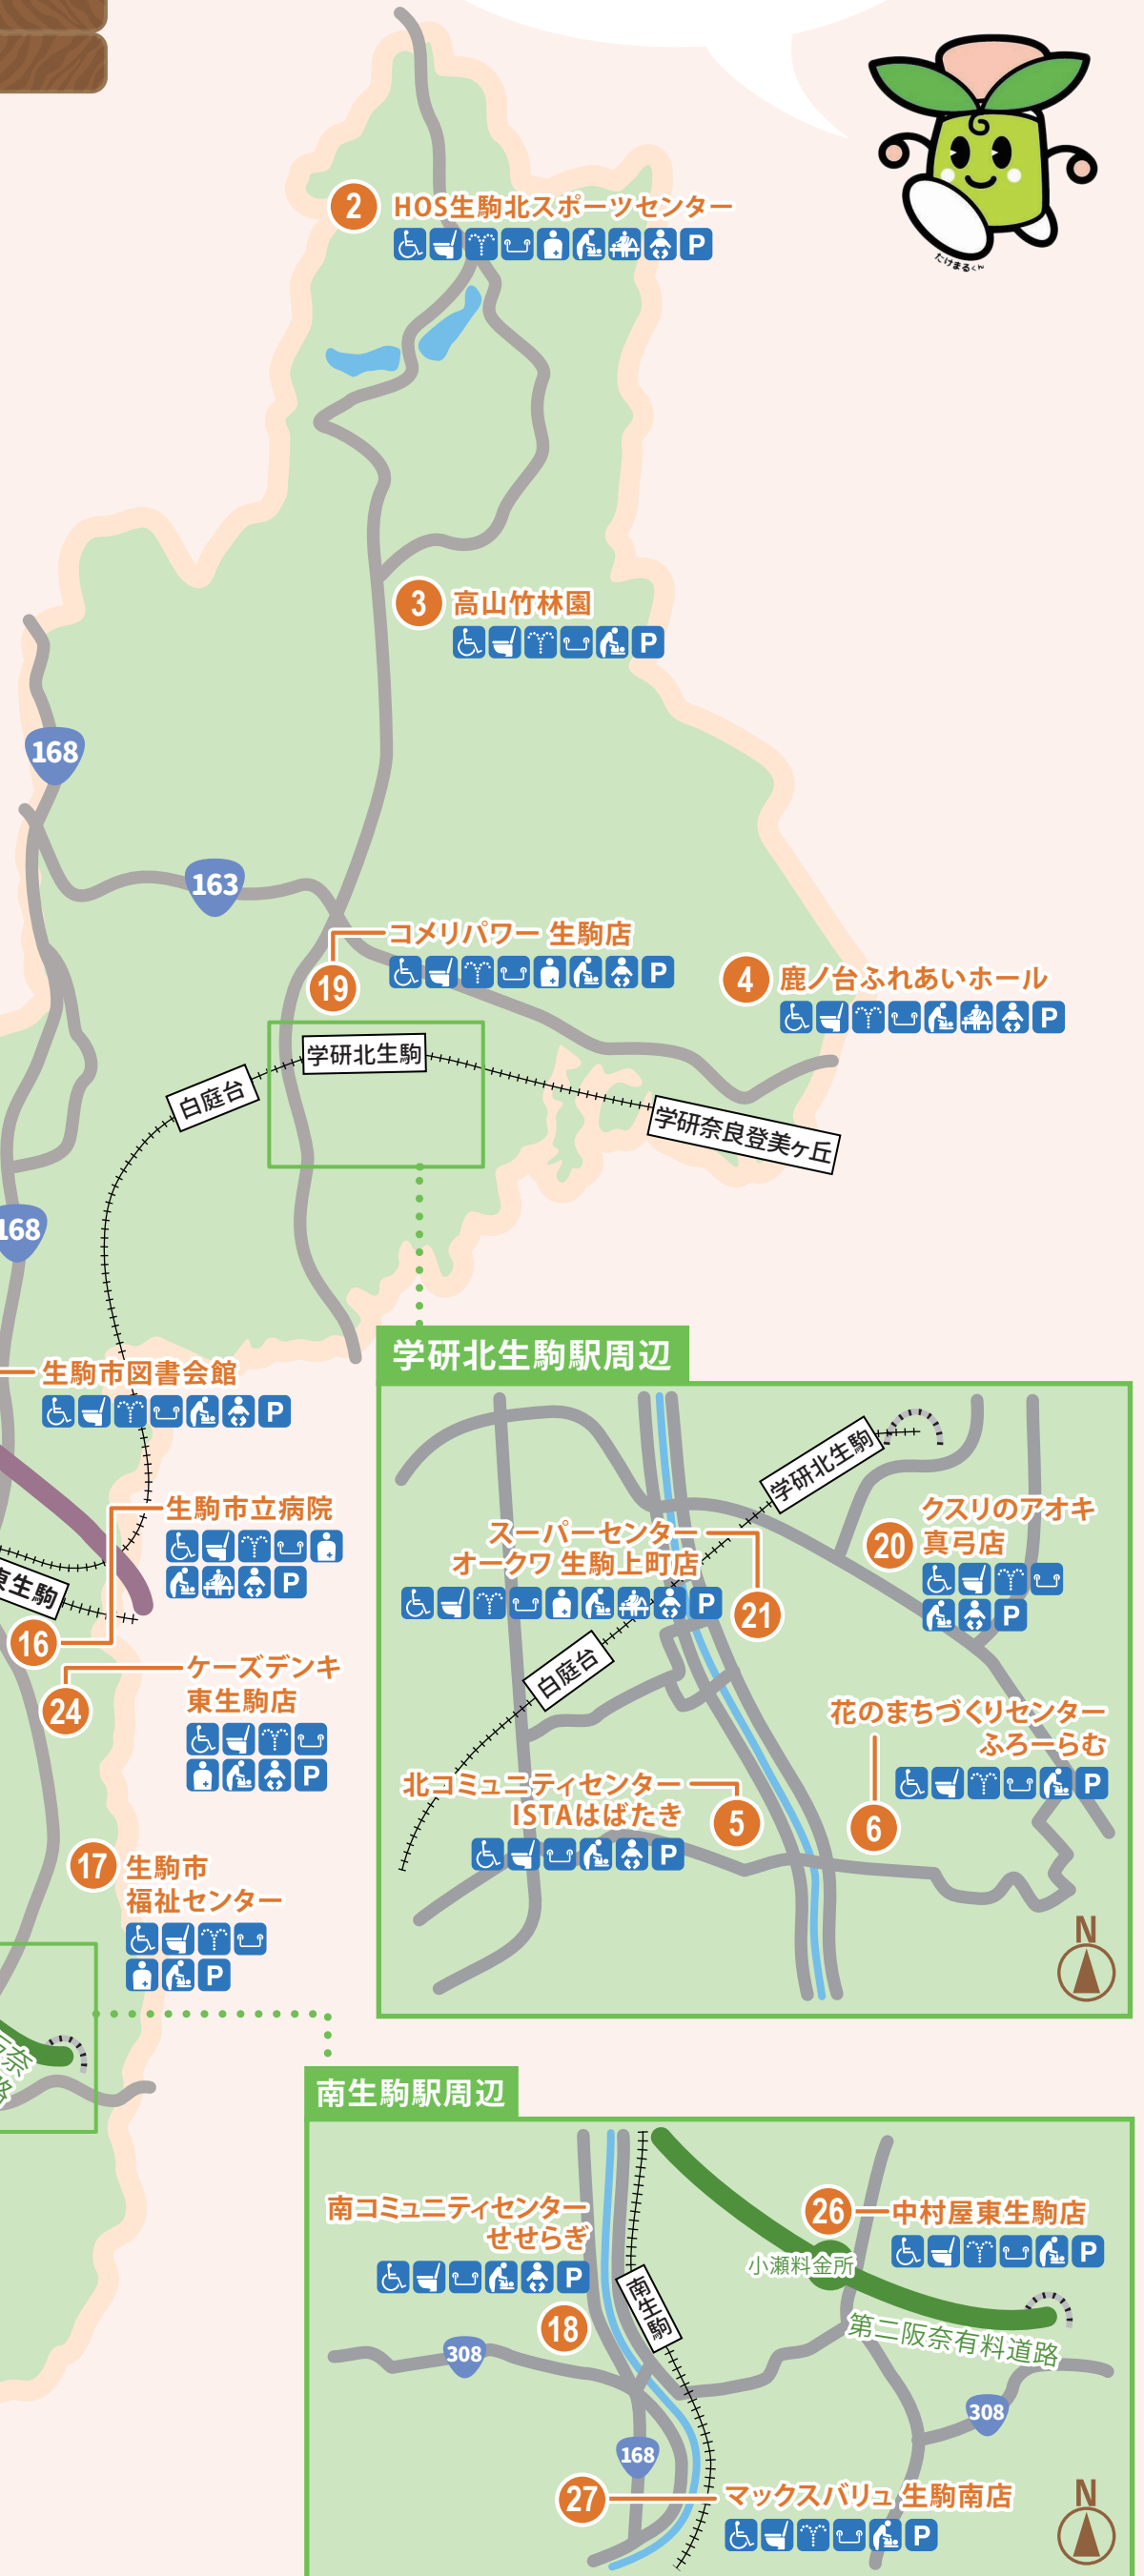 たけまるくん
2 HOS生駒北スポーツセンター
P
3 高山竹林園
P
168
163
コメリパワー 生駒店
P
19
4 鹿ノ台ふれあいホール
P
学研北生駒
白庭台
学研奈良登美ヶ丘
168
生駒市図書会館
P
学研北生駒駅周辺
学研北生駒
スーパーセンター
オークワ 生駒上町店
P
21
20 クスリのアオキ
真弓店
P
白庭台
花のまちづくりセンター
ふろーらむ
P
6
北コミュニティセンター
ISTAはばたき
P
5
N
生駒市立病院
P
東生駒
16
ケーズデンキ
東生駒店
P
24
17 生駒市
福祉センター
P
南生駒駅周辺
南コミュニティセンター
せせらぎ
P
18
26 中村屋東生駒店
P
小瀬料金所
南生駒
第二阪奈有料道路
308
308
168
27 マックスバリュ 生駒南店
P
N